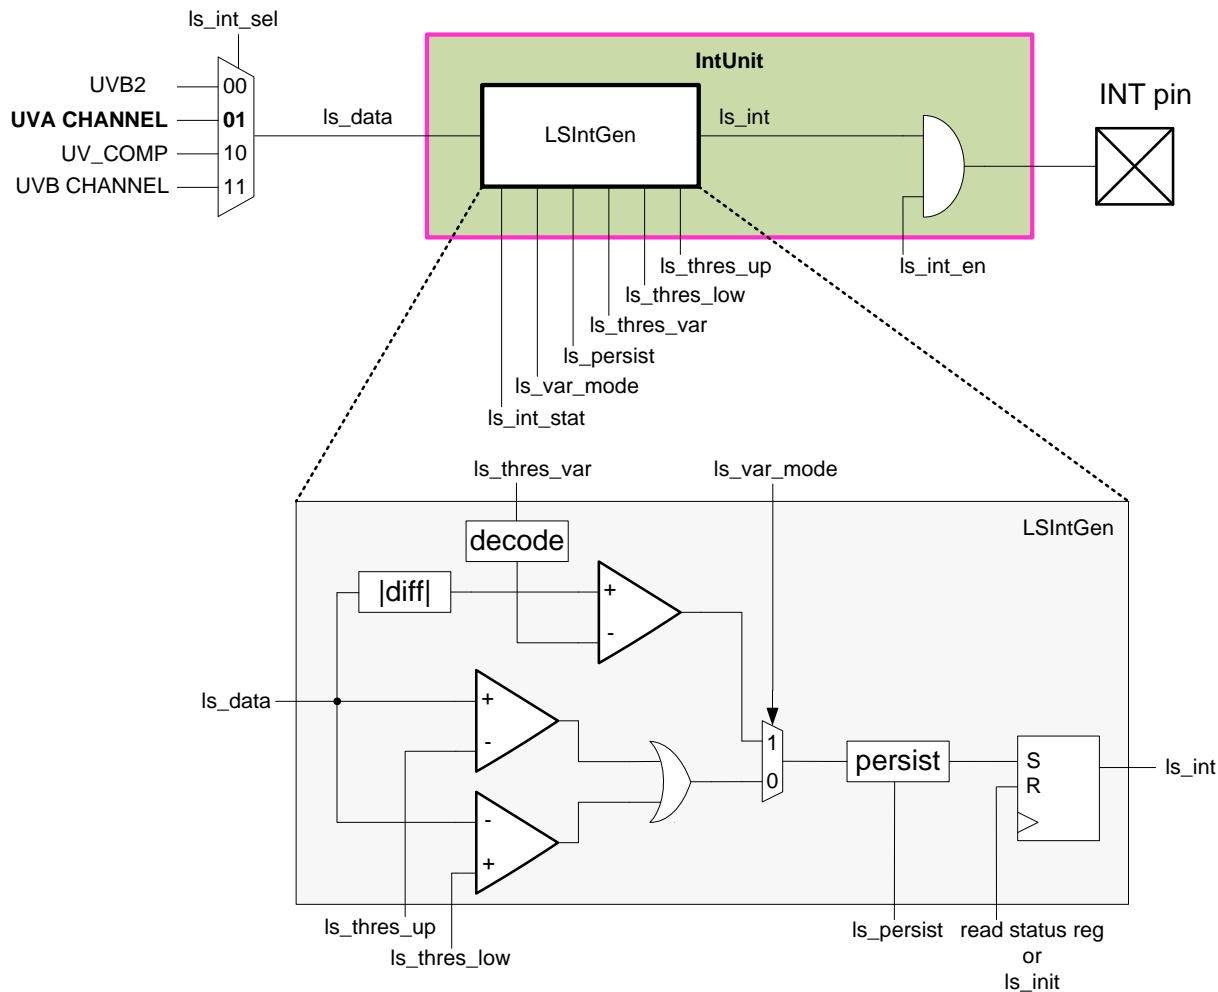 ls_int_sel
IntUnit
UVB2
00
INT pin
UVA CHANNEL
01
ls_data
LSIntGen
ls_int
UV_COMP
10
UVB CHANNEL
11
ls_thres_up
ls_int_en
ls_thres_low
ls_thres_var
ls_persist
ls_var_mode
ls_int_stat
ls_thres_var
ls_var_mode
LSIntGen
decode
|diff|
+
-
ls_data
+
-
1
0
persist
S
R
ls_int
-
+
ls_thres_up
ls_thres_low
ls_persist
read status reg
or
ls_init